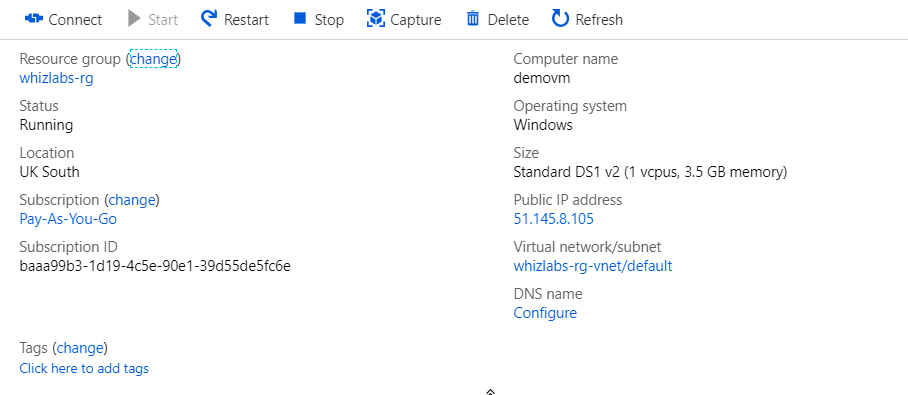 Connect Start Restart Stop Capture Delete Refresh
Resource group (change)
whizlabs-rg
Status
Running
Location
UK South
Subscription (change)
Pay-As-You-Go
Subscription ID
baaa99b3-1d19-4c5e-90e1-39d55de5fc6e
Computer name
demovm
Operating system
Windows
Size
Standard DS1 v2 (1 vcpus, 3.5 GB memory)
Public IP address
51.145.8.105
Virtual network/subnet
whizlabs-rg-vnet/default
DNS name
Configure
Tags (change)
Click here to add tags